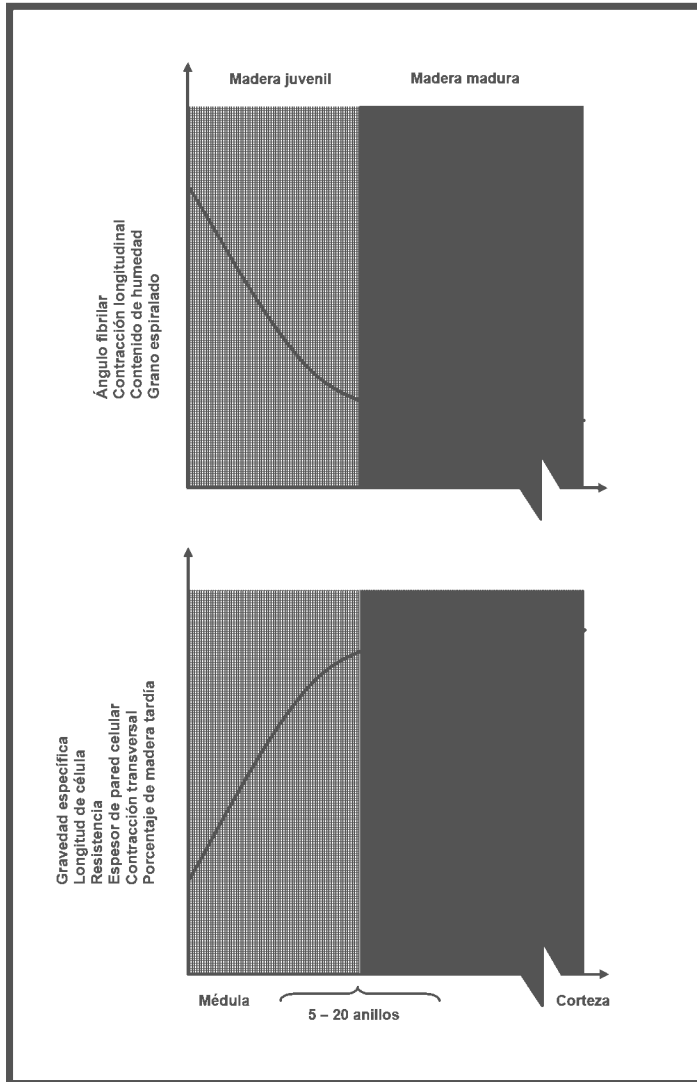 Madera juvenil
Madera madura
Ángulo fibrilar
Contracción longitudinal
Contenido de humedad
Grano espiralado
Gravedad específica
Longitud de célula
Resistencia
Espesor de pared celular
Contracción transversal
Porcentaje de madera tardía
Médula
5 – 20 anillos
Corteza